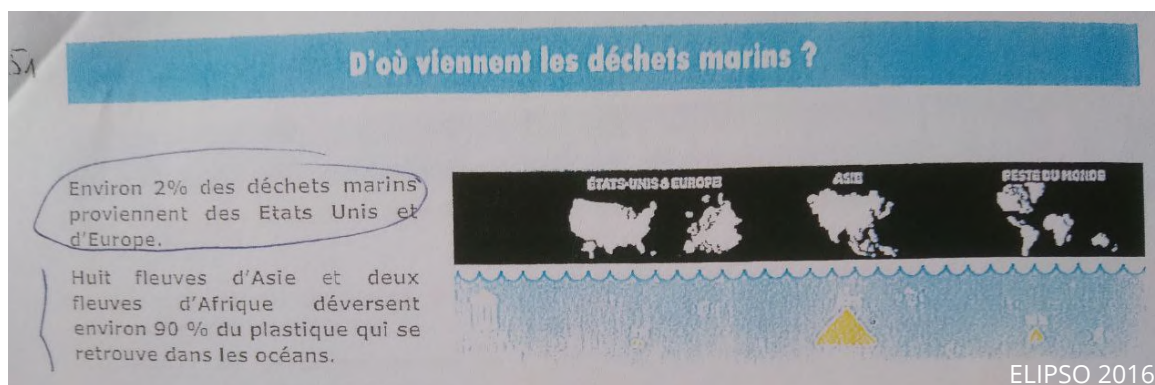 51
D'où viennent les déchets marins ?
Environ 2% des déchets marins
proviennent des Etats Unis et
d'Europe.
Huit fleuves d'Asie et deux
fleuves d'Afrique déversent
environ 90 % du plastique qui se
retrouve dans les océans.
ÉTATS-UNIS & EUROPE
ASIE
RESTE DU MONDE
ELIPSO 2016